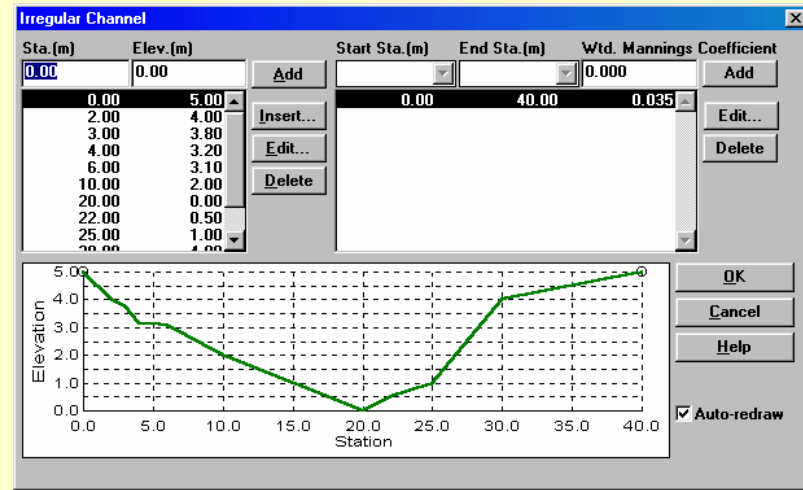 Irregular Channel
Sta.(m) Elev.(m) Start Sta.(m) End Sta.(m) Wtd. Mannings Coefficient
0.00 0.00 Add 0.000 Add
0.00 5.00 0.00 40.00 0.035
2.00 4.00 Insert... Edit...
3.00 3.80
4.00 3.20 Edit... Delete
6.00 3.10
10.00 2.00 Delete
20.00 0.00
22.00 0.50
25.00 1.00
5.0
4.0
3.0
2.0
1.0
0.0
Elevation
0.0 5.0 10.0 15.0 20.0 25.0 30.0 35.0 40.0
Station
OK
Cancel
Help
Auto-redraw